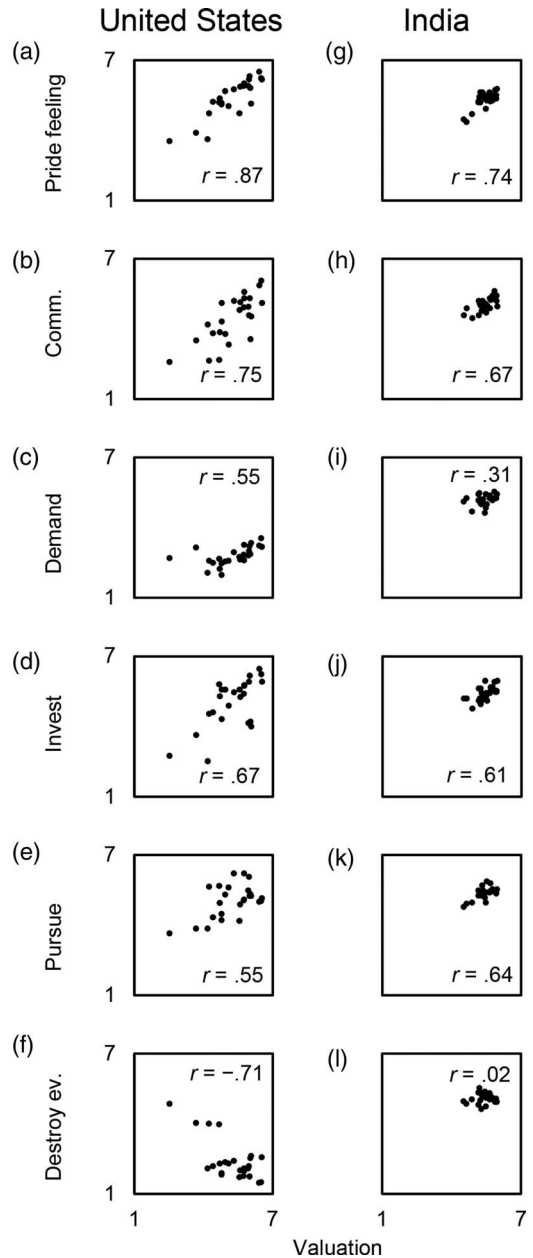 United States India
(a) 7 (g)
Pride feeling
r = .87 r = .74
1
(b) 7 (h)
Comm.
r = .75 r = .67
1
(c) 7 (i)
r = .55 r = .31
Demand
1
(d) 7 (j)
Invest
r = .67 r = .61
1
(e) 7 (k)
Pursue
r = .55 r = .64
1
(f) 7 (l)
r = −.71 r = .02
Destroy ev.
1
1 7 1 7
Valuation